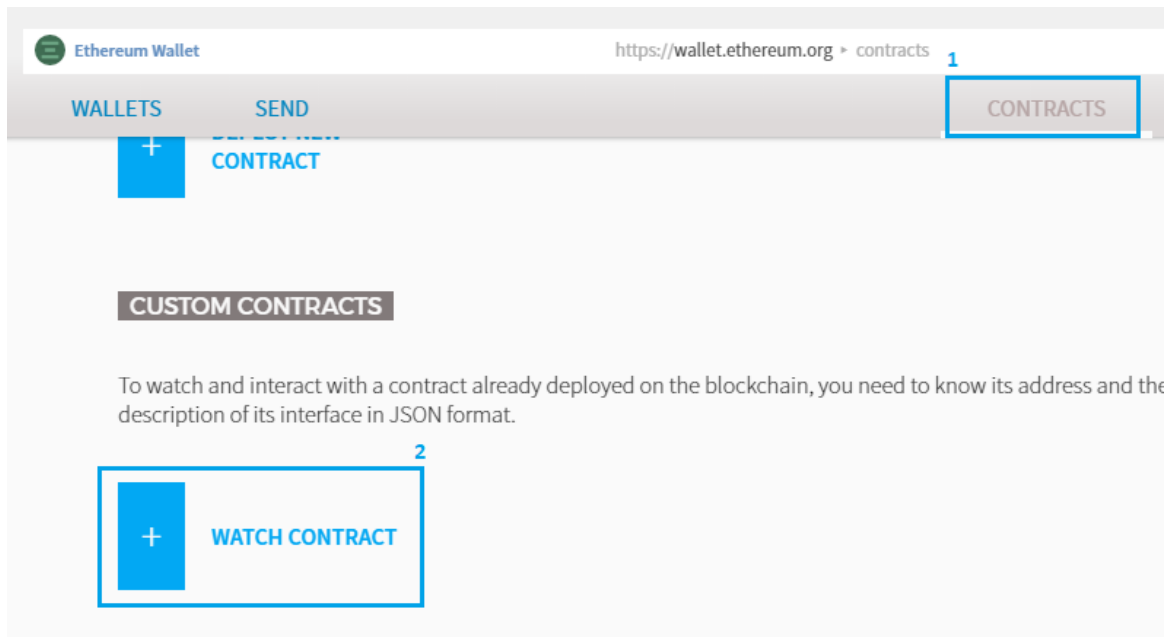 Ethereum Wallet
https://wallet.ethereum.org ▸ contracts
1
WALLETS SEND CONTRACTS
DEPLOY NEW
CONTRACT
CUSTOM CONTRACTS
To watch and interact with a contract already deployed on the blockchain, you need to know its address and the
description of its interface in JSON format.
2
+ WATCH CONTRACT